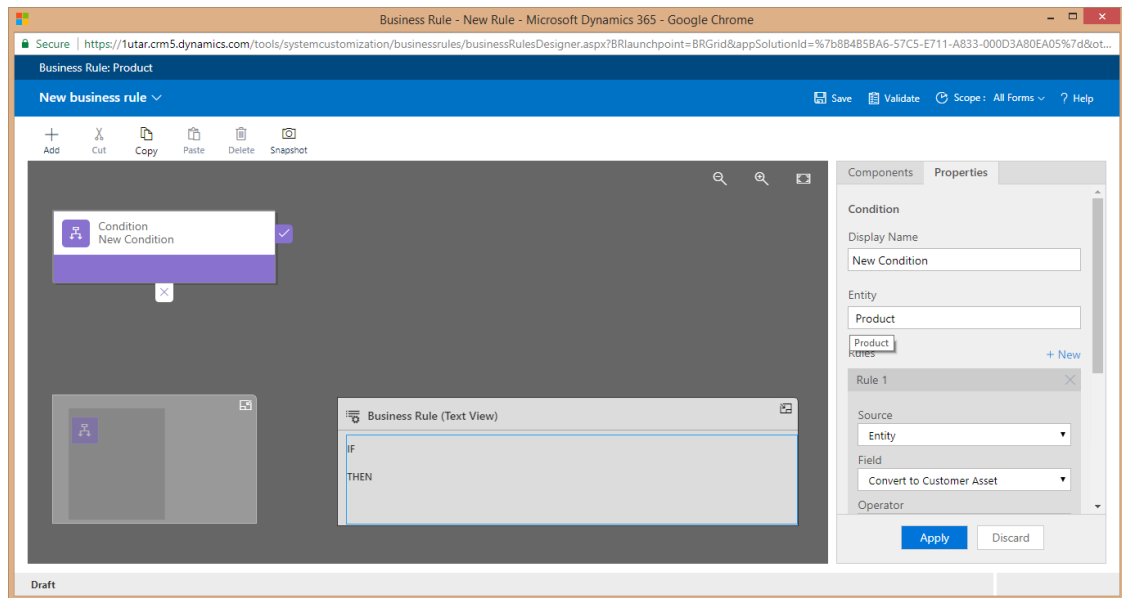 Business Rule - New Rule - Microsoft Dynamics 365 - Google Chrome
Secure https://1utar.crm5.dynamics.com/tools/systemcustomization/businessrules/businessRulesDesigner.aspx?BRlaunchpoint=BRGrid&appSolutionId=%7b8B4B5BA6-57C5-E711-A833-000D3A80EA05%7d&ot...
Business Rule: Product
New business rule
Save Validate Scope : All Forms ? Help
Add Cut Copy Paste Delete Snapshot
Components Properties
Condition
New Condition
Condition
Display Name
New Condition
Entity
Product
Product
Rules + New
Rule 1
Source
Entity
Field
Convert to Customer Asset
Operator
Business Rule (Text View)
IF
THEN
Apply Discard
Draft